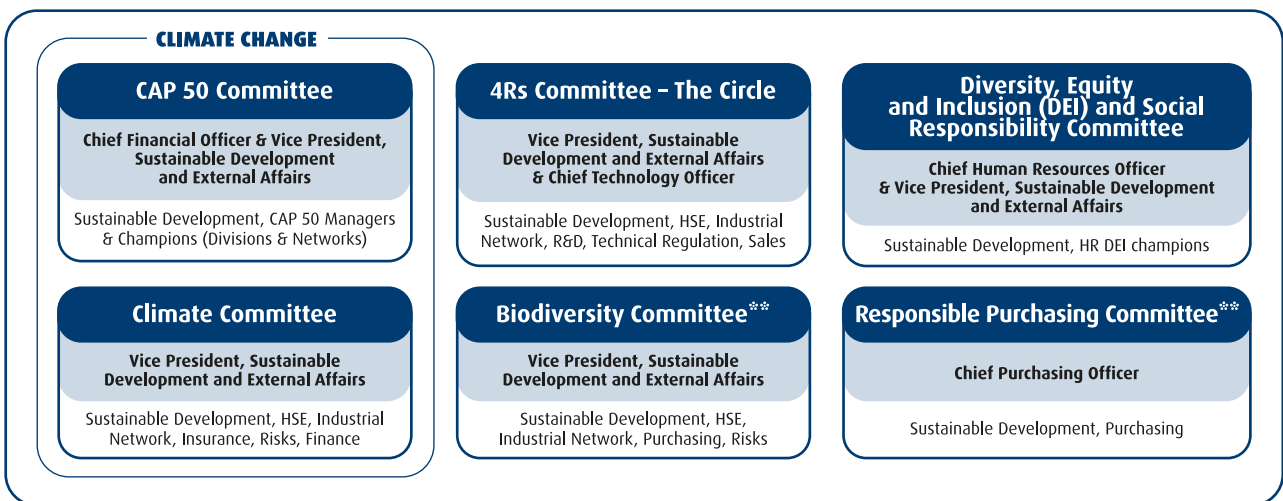 CLIMATE CHANGE
CAP 50 Committee
Chief Financial Officer & Vice President,
Sustainable Development
and External Affairs
Sustainable Development, CAP 50 Managers
& Champions (Divisions & Networks)
4Rs Committee – The Circle
Vice President, Sustainable
Development and External Affairs
& Chief Technology Officer
Sustainable Development, HSE, Industrial
Network, R&D, Technical Regulation, Sales
Diversity, Equity
and Inclusion (DEI) and Social
Responsibility Committee
Chief Human Resources Officer
& Vice President, Sustainable Development
and External Affairs
Sustainable Development, HR DEI champions
Climate Committee
Vice President, Sustainable
Development and External Affairs
Sustainable Development, HSE, Industrial
Network, Insurance, Risks, Finance
Biodiversity Committee**
Vice President, Sustainable
Development and External Affairs
Sustainable Development, HSE,
Industrial Network, Purchasing, Risks
Responsible Purchasing Committee**
Chief Purchasing Officer
Sustainable Development, Purchasing